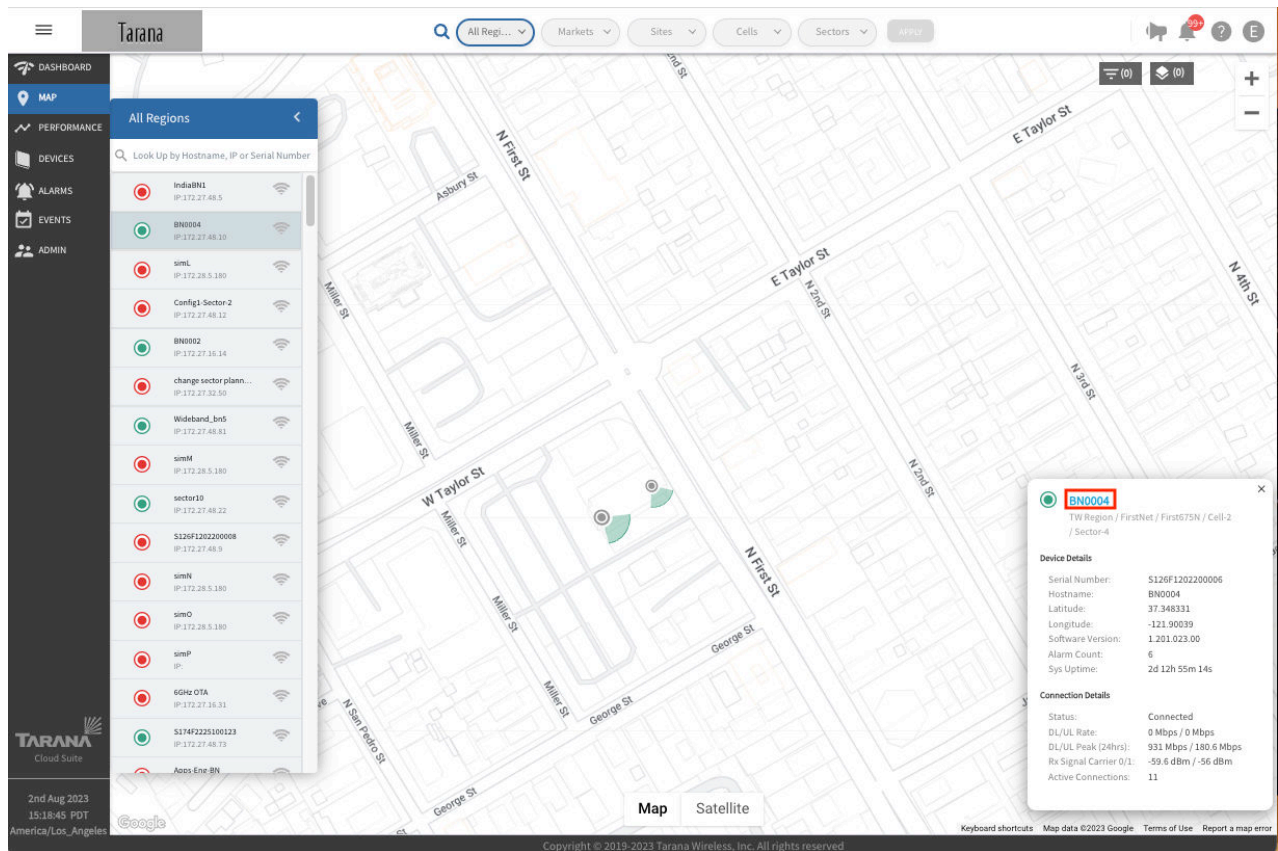 Tarana
All Regi...
Markets
Sites
Cells
Sectors
APPLY
99+
?
E
DASHBOARD
MAP
PERFORMANCE
DEVICES
ALARMS
EVENTS
ADMIN
TARANA
Cloud Suite
2nd Aug 2023
15:18:45 PDT
America/Los_Angeles
All Regions
Look Up by Hostname, IP or Serial Number
IndiaBN1
IP:172.27.48.5
BN0004
IP:172.27.48.10
simL
IP:172.28.5.180
Config1-Sector-2
IP:172.27.48.12
BN0002
IP:172.27.16.14
change sector plann...
IP:172.27.32.50
Wideband_bn5
IP:172.27.48.81
simM
IP:172.28.5.180
sector10
IP:172.27.48.22
S126F1202200008
IP:172.27.48.9
simN
IP:172.28.5.180
simO
IP:172.28.5.180
simP
IP:
6GHz OTA
IP:172.27.16.31
S174F2225100123
IP:172.27.48.73
Apps-Eng-BN
(0)
(0)
+
−
nd St
N First St
Asbury St
E Taylor St
E Taylor St
N 4th St
N 2nd St
Miller St
N 3rd St
Miller St
W Taylor St
N 2nd St
Miller St
N First St
Miller St
George St
Miller St
George St
N San Pedro St
George St
Google
Map
Satellite
BN0004
TW Region / FirstNet / First675N / Cell-2
/ Sector-4
Device Details
Serial Number: S126F1202200006
Hostname: BN0004
Latitude: 37.348331
Longitude: -121.90039
Software Version: 1.201.023.00
Alarm Count: 6
Sys Uptime: 2d 12h 55m 14s
Connection Details
Status: Connected
DL/UL Rate: 0 Mbps / 0 Mbps
DL/UL Peak (24hrs): 931 Mbps / 180.6 Mbps
Rx Signal Carrier 0/1: -59.6 dBm / -56 dBm
Active Connections: 11
Keyboard shortcuts Map data ©2023 Google Terms of Use Report a map error
Copyright © 2019-2023 Tarana Wireless, Inc. All rights reserved